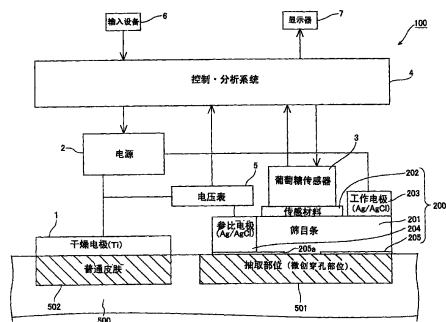 输入设备
6
显示器
7
100
控制·分析系统
4
2
电源
5
电压表
3
葡萄糖传感器
202
传感材料
工作电极
(Ag/AgCl)
203
200
参比电极
(Ag/AgCl)
筛目条
201
204
205
205a
1
干燥电极(Ti)
普通皮肤
抽取部位(微创穿孔部位)
502
500
501